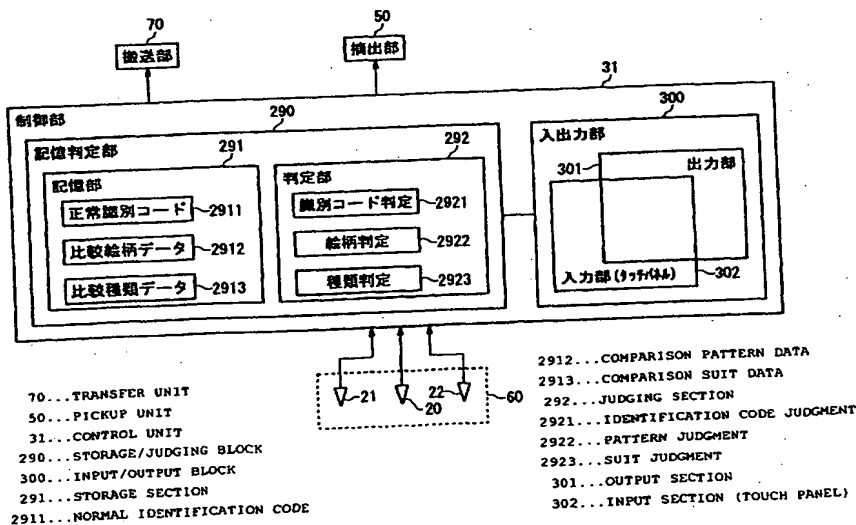 70
搬送部
50
摘出部
31
制御部
290
記憶判定部
291
記憶部
正常識別コード
2911
比較絵柄データ
2912
比較種類データ
2913
292
判定部
識別コード判定
2921
絵柄判定
2922
種類判定
2923
300
入出力部
301
出力部
入力部(タッチパネル)
302
21
20
22
60
70...TRANSFER UNIT
50...PICKUP UNIT
31...CONTROL UNIT
290...STORAGE/JUDGING BLOCK
300...INPUT/OUTPUT BLOCK
291...STORAGE SECTION
2911...NORMAL IDENTIFICATION CODE
2912...COMPARISON PATTERN DATA
2913...COMPARISON SUIT DATA
292...JUDGING SECTION
2921...IDENTIFICATION CODE JUDGMENT
2922...PATTERN JUDGMENT
2923...SUIT JUDGMENT
301...OUTPUT SECTION
302...INPUT SECTION (TOUCH PANEL)